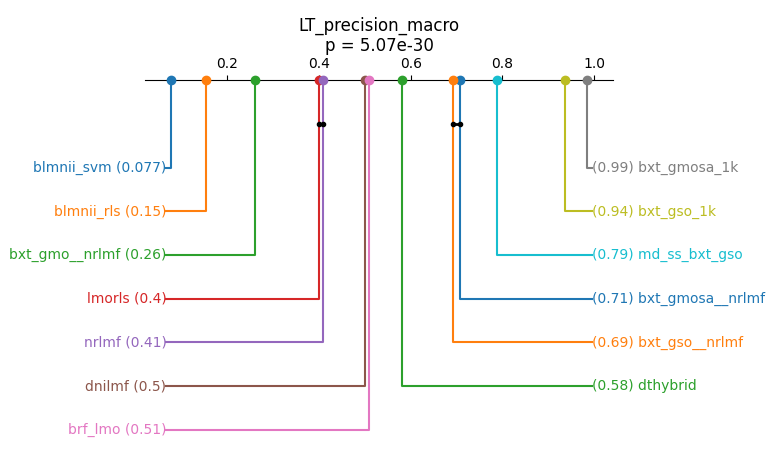 LT_precision_macro
p = 5.07e-30
0.2 0.4 0.6 0.8 1.0
blmnii_svm (0.077) (0.99) bxt_gmosa_1k
blmnii_rls (0.15) (0.94) bxt_gso_1k
bxt_gmo__nrlmf (0.26) (0.79) md_ss_bxt_gso
lmorls (0.4) (0.71) bxt_gmosa__nrlmf
nrlmf (0.41) (0.69) bxt_gso__nrlmf
dnilmf (0.5) (0.58) dthybrid
brf_lmo (0.51)